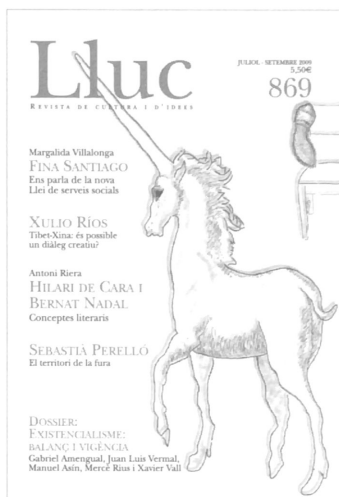 Lluc
REVISTA DE CULTURA I D'IDEES
JULIOL - SETEMBRE 2009
5,50€
869
Margalida Villalonga
FINA SANTIAGO
Ens parla de la nova
Llei de serveis socials
XULIO RÍOS
Tibet-Xina: és possible
un diàleg creatiu?
Antoni Riera
HILARI DE CARA I
BERNAT NADAL
Conceptes literaris
SEBASTIÀ PERELLÓ
El territori de la fura
DOSSIER:
EXISTENCIALISME:
BALANÇ I VIGÈNCIA
Gabriel Amengual, Juan Luis Vermal,
Manuel Asín, Mercè Rius i Xavier Vall